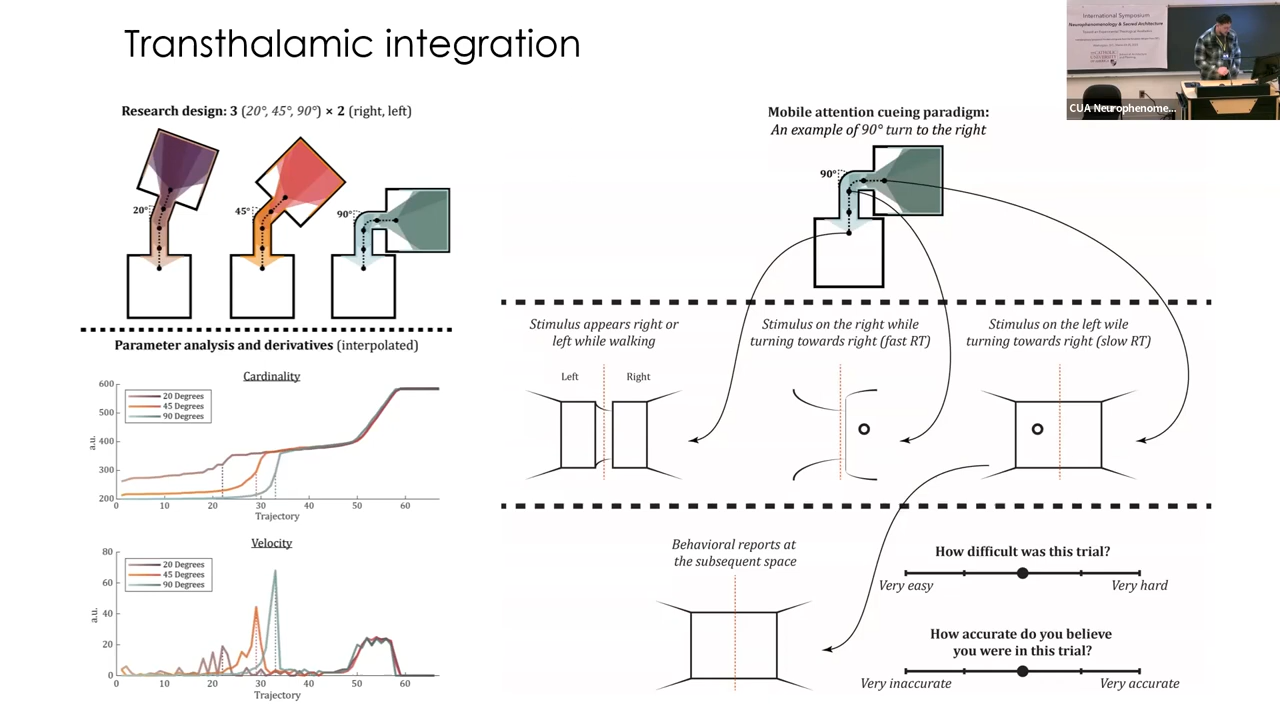 Transthalamic integration
International Symposium
Neurophenomenology & Sacred Architecture
CUA Neurophenome...
Research design: 3 (20°, 45°, 90°) × 2 (right, left)
20°
45°
90°
Parameter analysis and derivatives (interpolated)
Cardinality
600
500
400
300
200
a.u.
20 Degrees
45 Degrees
90 Degrees
0 10 20 30 40 50 60
Trajectory
Velocity
80
60
40
20
0
a.u.
20 Degrees
45 Degrees
90 Degrees
0 10 20 30 40 50 60
Trajectory
Mobile attention cueing paradigm:
An example of 90° turn to the right
90°
Stimulus appears right or
left while walking
Left Right
Stimulus on the right while
turning towards right (fast RT)
Stimulus on the left wile
turning towards right (slow RT)
Behavioral reports at
the subsequent space
How difficult was this trial?
Very easy Very hard
How accurate do you believe
you were in this trial?
Very inaccurate Very accurate